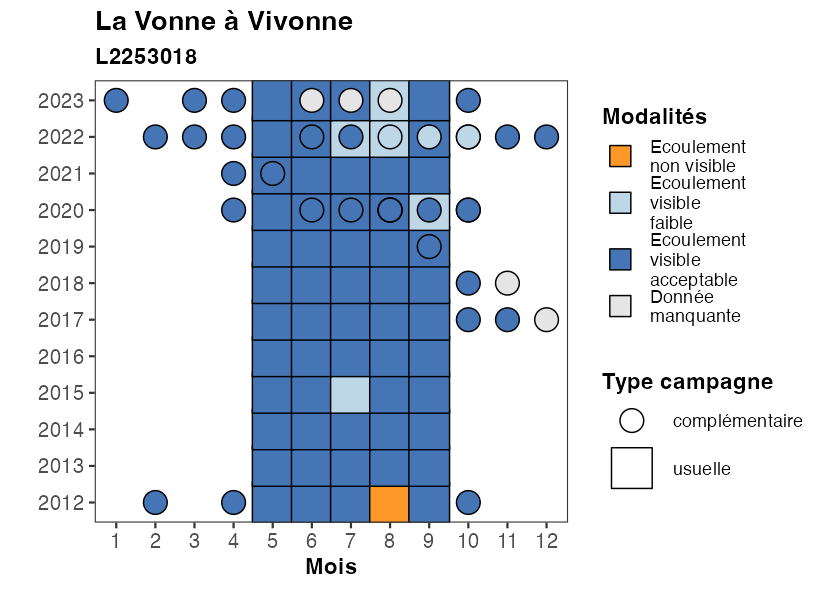 La Vonne à Vivonne
L2253018
2023
2022
2021
2020
2019
2018
2017
2016
2015
2014
2013
2012
1 2 3 4 5 6 7 8 9 10 11 12
Mois
Modalités
Ecoulement
non visible
Ecoulement
visible
faible
Ecoulement
visible
acceptable
Donnée
manquante
Type campagne
complémentaire
usuelle